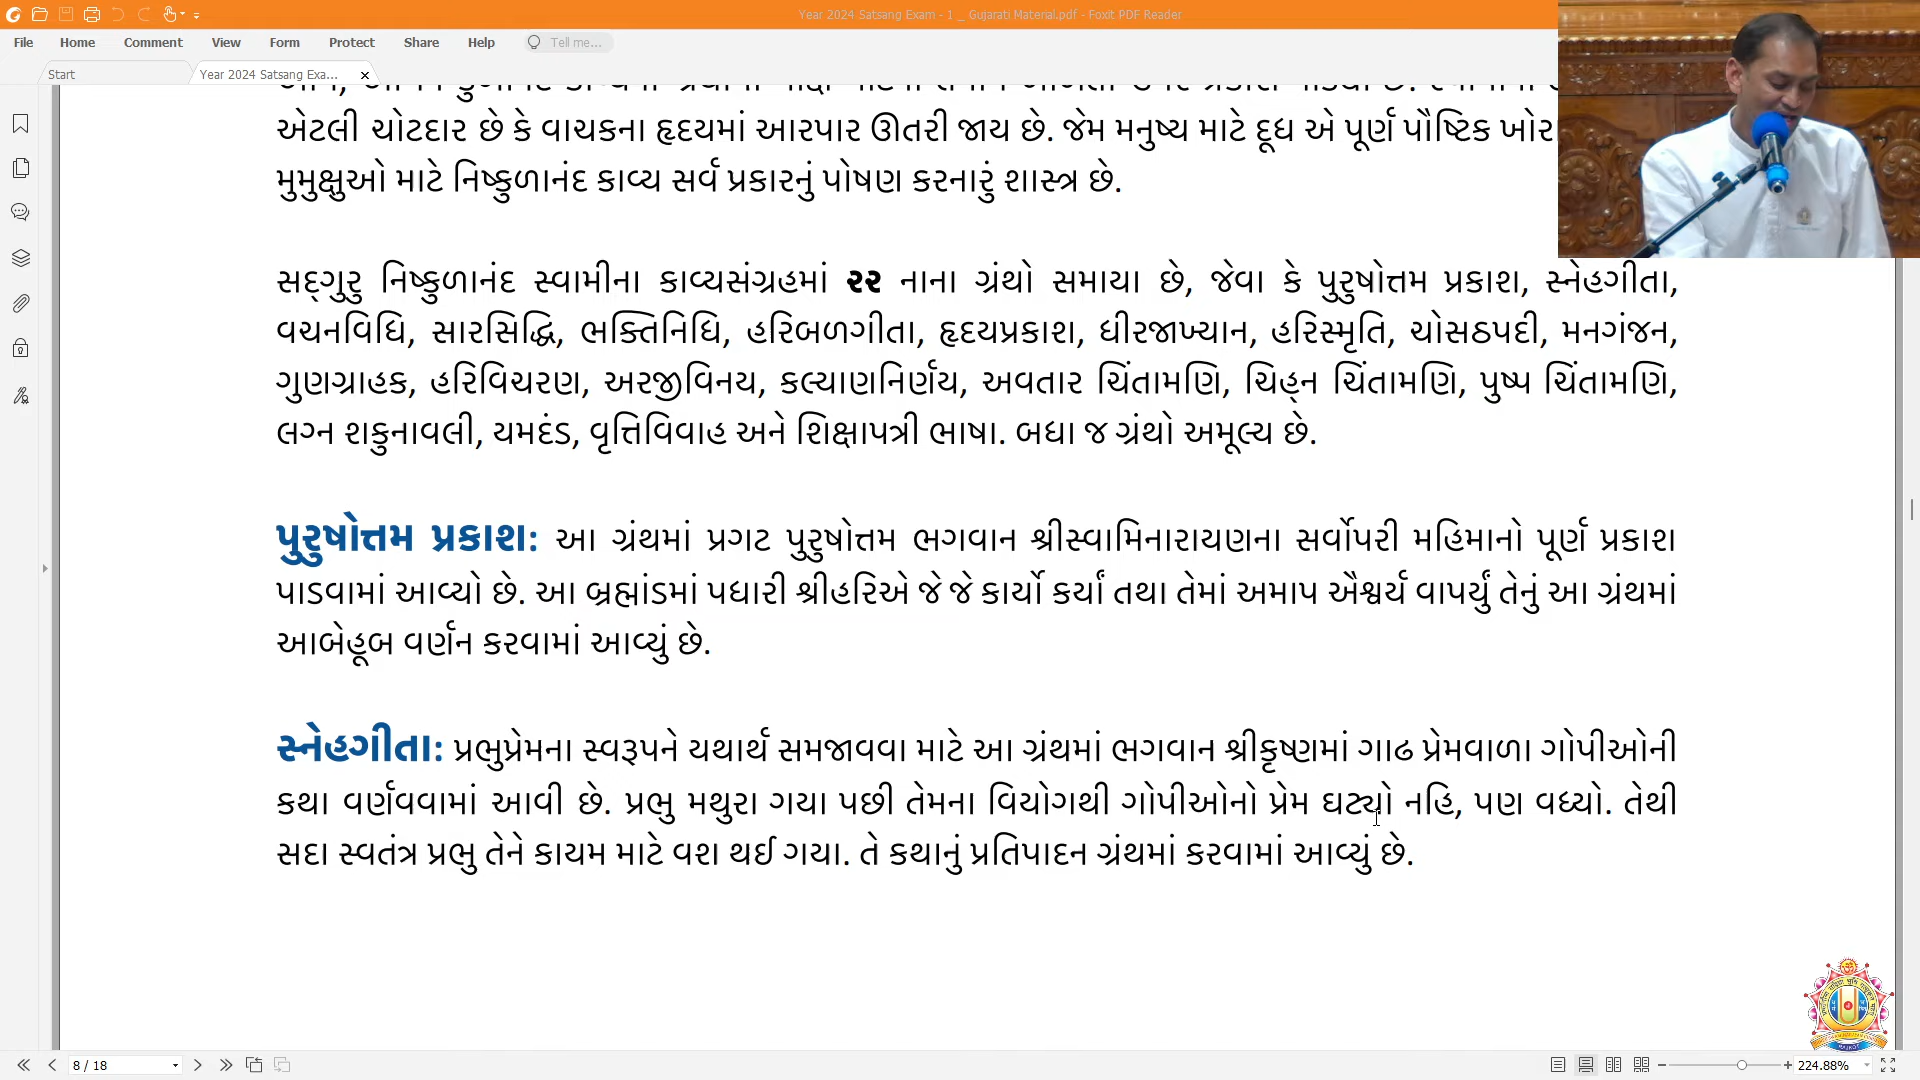 Year 2024 Satsang Exam - 1 _ Gujarati Material.pdf - Foxit PDF Reader
File Home Comment View Form Protect Share Help Tell me...
Start Year 2024 Satsang Exa...
એટલી ચોટદાર છે કે વાચકના હૃદયમાં આરપાર ઊતરી જાય છે. જેમ મનુષ્ય માટે દૂધ એ પૂર્ણ પૌષ્ટિક
મુમુક્ષુઓ માટે નિષ્કુળાનંદ કાવ્ય સર્વ પ્રકારનું પોષણ કરનારું શાસ્ત્ર છે.
સદ્‌ગુરુ નિષ્કુળાનંદ સ્વામીના કાવ્યસંગ્રહમાં ૨૨ નાના ગ્રંથો સમાયા છે, જેવા કે પુરુષોત્તમ પ્રકાશ, સ્નેહગીતા,
વચનવિધિ, સારસિદ્ધિ, ભક્તિનિધિ, હરિબળગીતા, હૃદયપ્રકાશ, ધીરજાખ્યાન, હરિસ્મૃતિ, ચોસઠપદી, મનગંજન,
ગુણગ્રાહક, હરિવિચરણ, અરજીવિનય, કલ્યાણનિર્ણય, અવતાર ચિંતામણિ, ચિહ્‌ન ચિંતામણિ, પુષ્પ ચિંતામણિ,
લગ્ન શકુનાવલી, યમદંડ, વૃત્તિવિવાહ અને શિક્ષાપત્રી ભાષા. બધા જ ગ્રંથો અમૂલ્ય છે.
પુરુષોત્તમ પ્રકાશ: આ ગ્રંથમાં પ્રગટ પુરુષોત્તમ ભગવાન શ્રીસ્વામિનારાયણના સર્વોપરી મહિમાનો પૂર્ણ પ્રકાશ
પાડવામાં આવ્યો છે. આ બ્રહ્માંડમાં પધારી શ્રીહરિએ જે જે કાર્યો કર્યાં તથા તેમાં અમાપ ઐશ્વર્ય વાપર્યું તેનું આ ગ્રંથમાં
આબેહૂબ વર્ણન કરવામાં આવ્યું છે.
સ્નેહગીતા: પ્રભુપ્રેમના સ્વરૂપને યથાર્થ સમજાવવા માટે આ ગ્રંથમાં ભગવાન શ્રીકૃષ્ણમાં ગાઢ પ્રેમવાળા ગોપીઓની
કથા વર્ણવવામાં આવી છે. પ્રભુ મથુરા ગયા પછી તેમના વિયોગથી ગોપીઓનો પ્રેમ ઘટ્યો નહિ, પણ વધ્યો. તેથી
સદા સ્વતંત્ર પ્રભુ તેને કાયમ માટે વશ થઈ ગયા. તે કથાનું પ્રતિપાદન ગ્રંથમાં કરવામાં આવ્યું છે.
8 / 18 224.88%